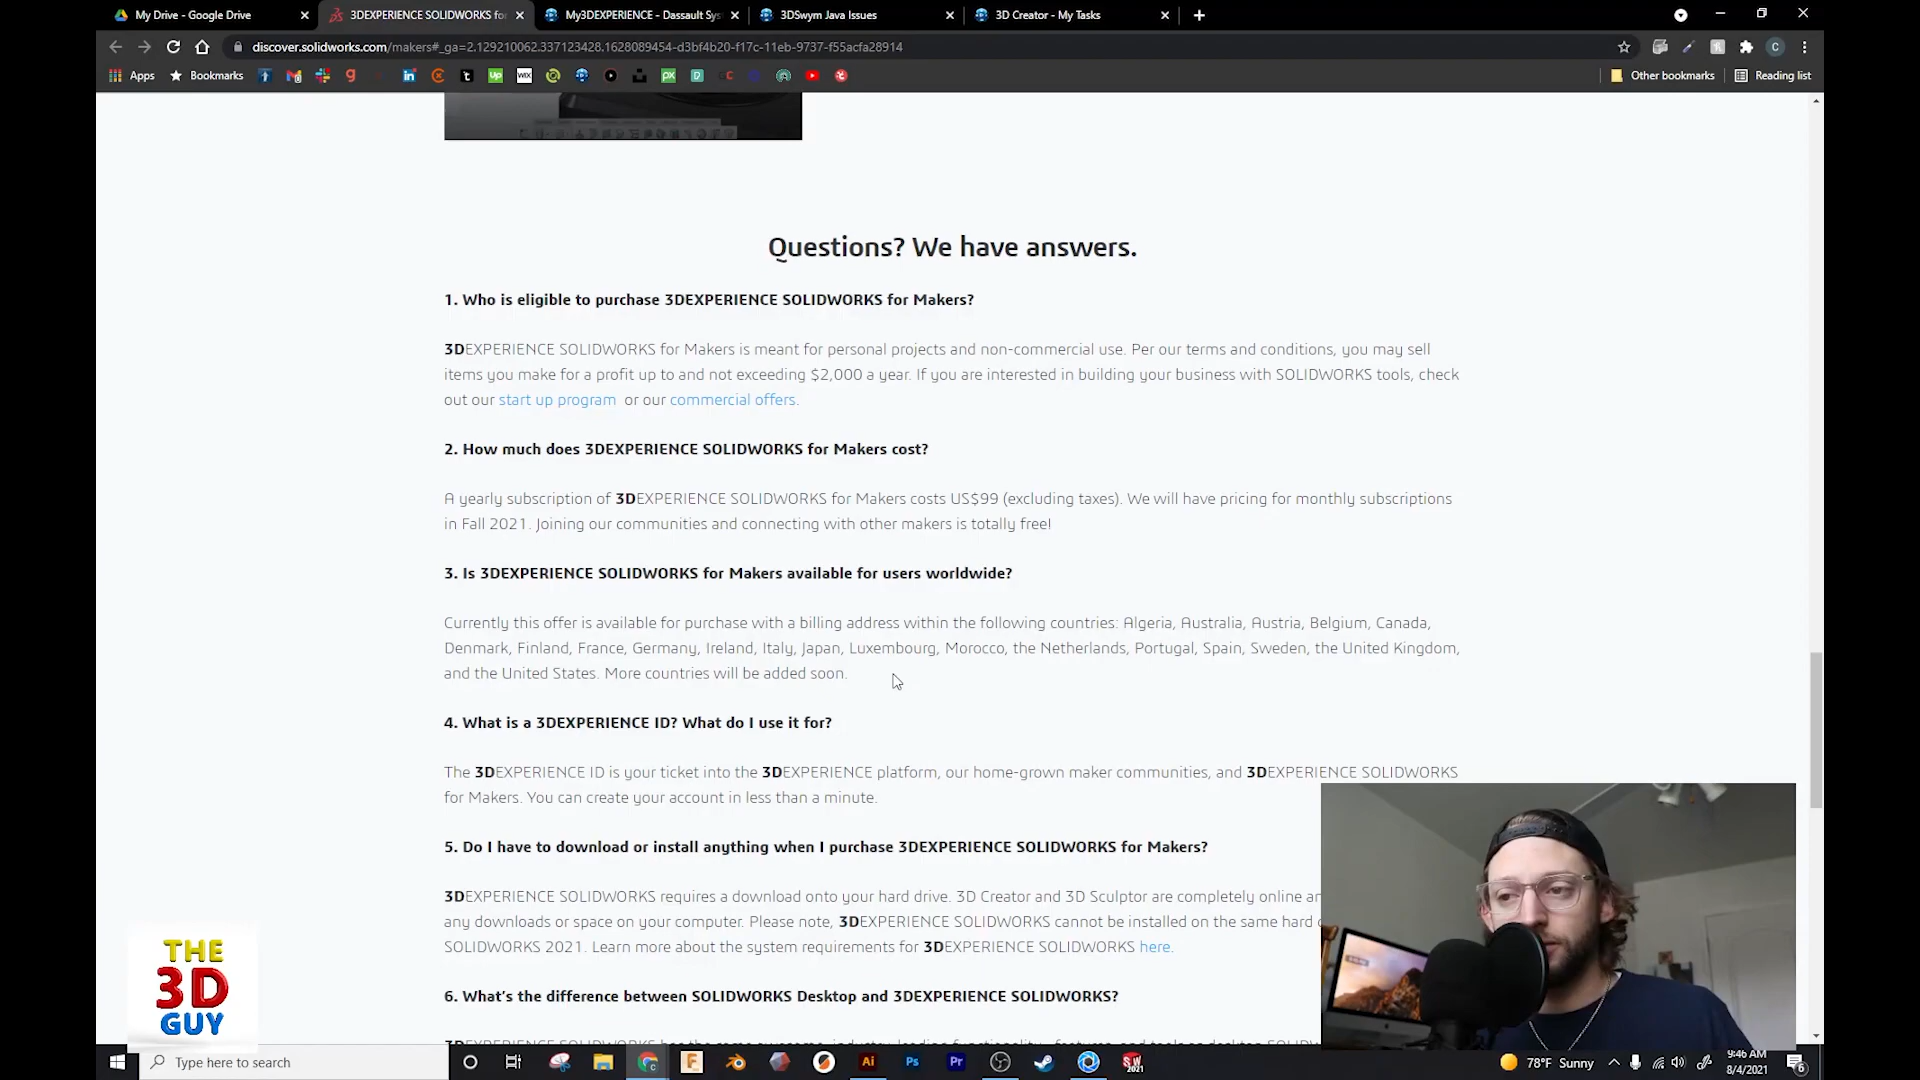 My Drive - Google Drive
3DEXPERIENCE SOLIDWORKS for
My3DEXPERIENCE - Dassault Sys
3DSwym Java Issues
3D Creator - My Tasks
discover.solidworks.com/makers#_ga=2.129210062.337123428.1628089454-d3bf4b20-f17c-11eb-9737-f55acfa28914
Apps
Bookmarks
Other bookmarks
Reading list
Questions? We have answers.
1. Who is eligible to purchase 3DEXPERIENCE SOLIDWORKS for Makers?
3DEXPERIENCE SOLIDWORKS for Makers is meant for personal projects and non-commercial use. Per our terms and conditions, you may sell
items you make for a profit up to and not exceeding $2,000 a year. If you are interested in building your business with SOLIDWORKS tools, check
out our start up program or our commercial offers.
2. How much does 3DEXPERIENCE SOLIDWORKS for Makers cost?
A yearly subscription of 3DEXPERIENCE SOLIDWORKS for Makers costs US$99 (excluding taxes). We will have pricing for monthly subscriptions
in Fall 2021. Joining our communities and connecting with other makers is totally free!
3. Is 3DEXPERIENCE SOLIDWORKS for Makers available for users worldwide?
Currently this offer is available for purchase with a billing address within the following countries: Algeria, Australia, Austria, Belgium, Canada,
Denmark, Finland, France, Germany, Ireland, Italy, Japan, Luxembourg, Morocco, the Netherlands, Portugal, Spain, Sweden, the United Kingdom,
and the United States. More countries will be added soon.
4. What is a 3DEXPERIENCE ID? What do I use it for?
The 3DEXPERIENCE ID is your ticket into the 3DEXPERIENCE platform, our home-grown maker communities, and 3DEXPERIENCE SOLIDWORKS
for Makers. You can create your account in less than a minute.
5. Do I have to download or install anything when I purchase 3DEXPERIENCE SOLIDWORKS for Makers?
3DEXPERIENCE SOLIDWORKS requires a download onto your hard drive. 3D Creator and 3D Sculptor are completely online
any downloads or space on your computer. Please note, 3DEXPERIENCE SOLIDWORKS cannot be installed on the same hard
SOLIDWORKS 2021. Learn more about the system requirements for 3DEXPERIENCE SOLIDWORKS here.
6. What's the difference between SOLIDWORKS Desktop and 3DEXPERIENCE SOLIDWORKS?
THE
3D
GUY
Type here to search
Ai
Ps
Pr
78°F Sunny
9:46 AM
8/4/2021